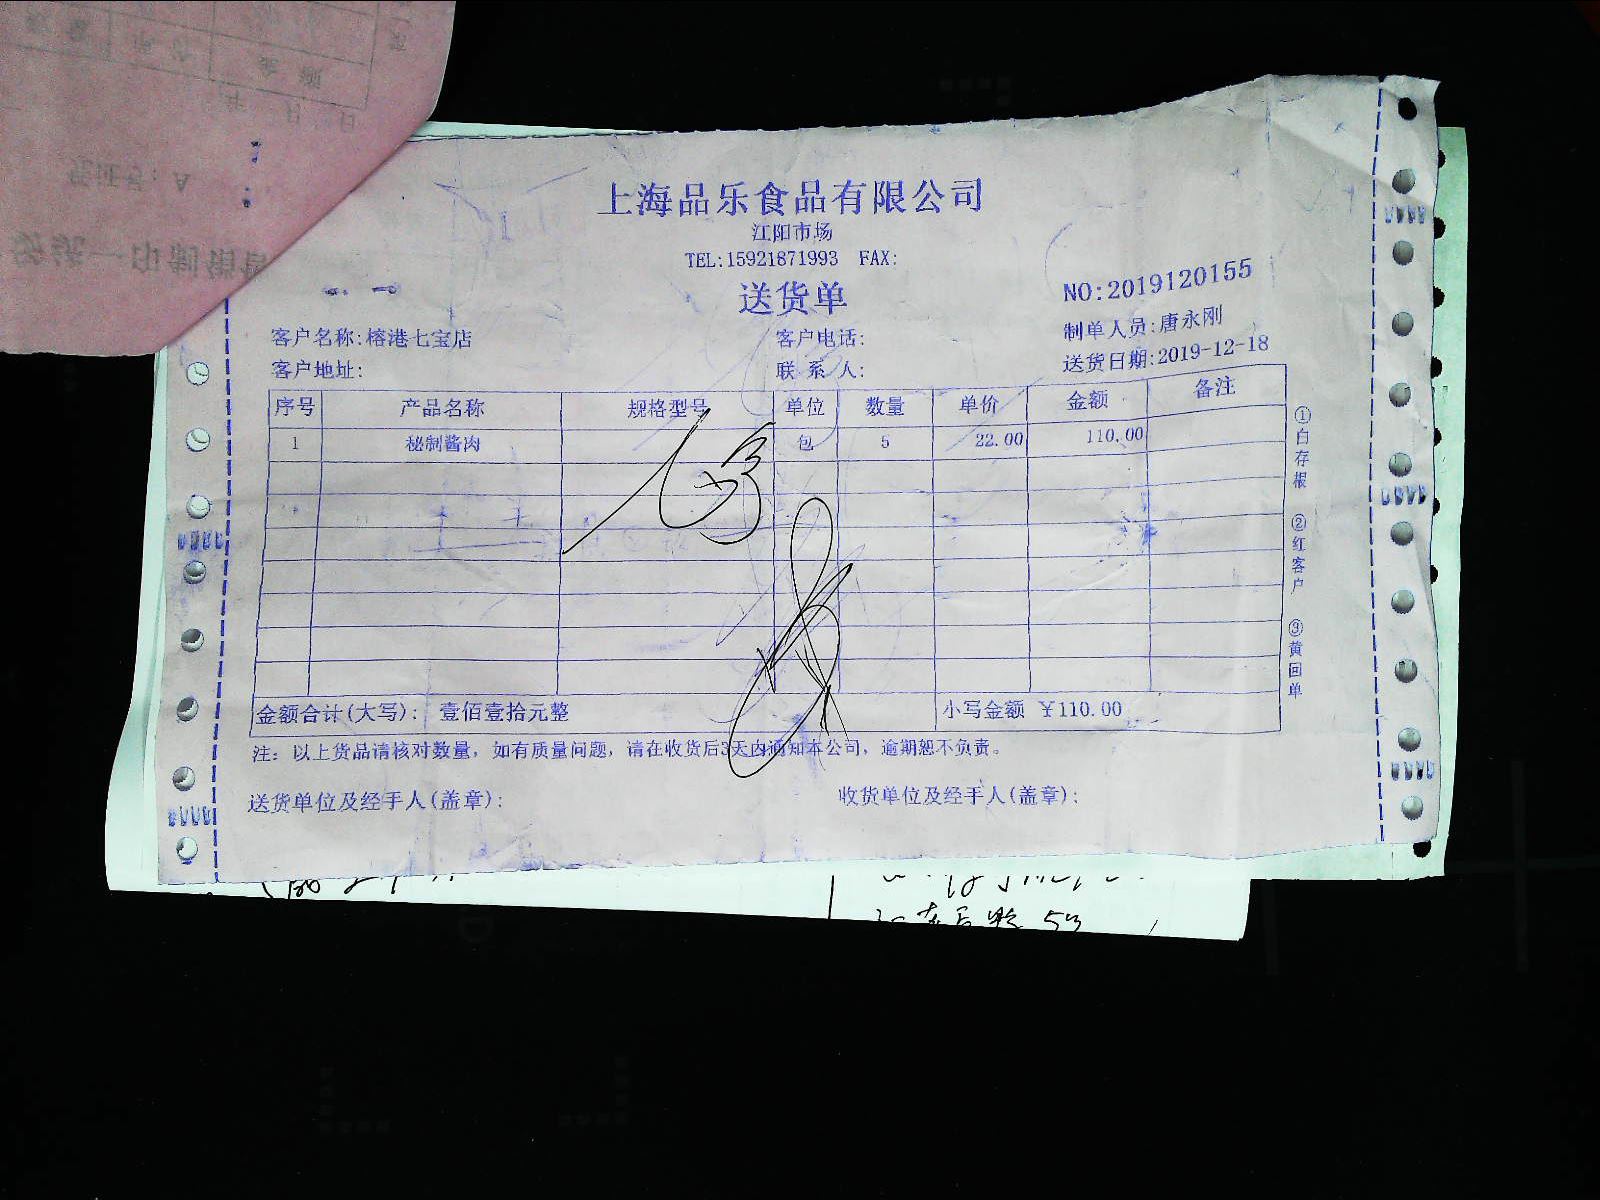 上海品乐食品有限公司
江阳市场
TEL:15921871993 FAX:
送货单
NO:2019120155
制单人员:唐永刚
客户名称:榕港七宝店 客户电话:
送货日期:2019-12-18
客户地址: 联系人:
序号 产品名称 规格型号 单位 数量 单价 金额 备注
1 秘制酱肉 包 5 22.00 110.00
金额合计(大写): 壹佰壹拾元整 小写金额 ¥110.00
注: 以上货品请核对数量, 如有质量问题, 请在收货后3天内通知本公司, 逾期恕不负责。
送货单位及经手人(盖章): 收货单位及经手人(盖章):
①白存根 ②红客户 ③黄回单